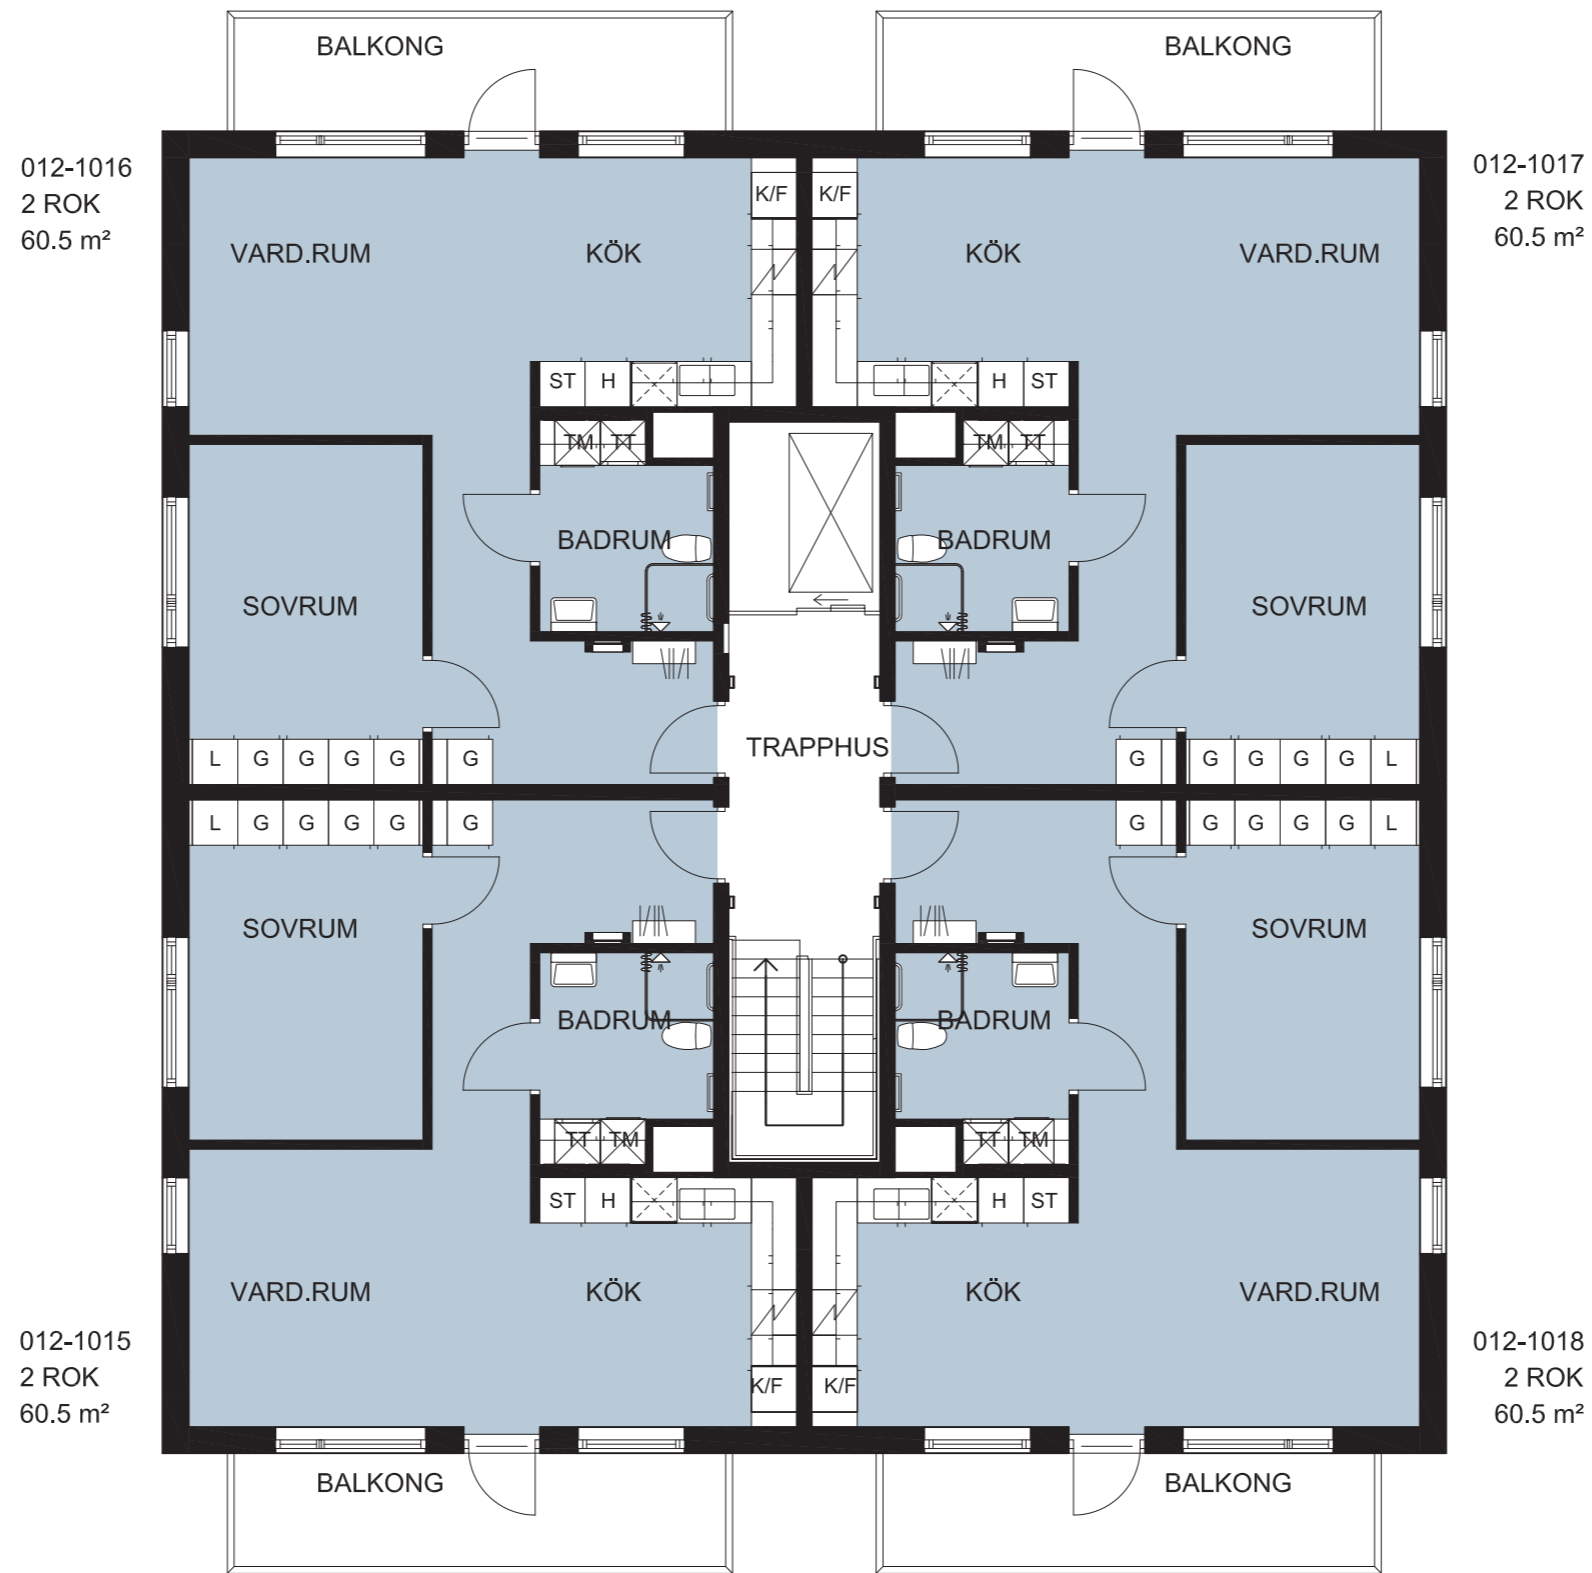 BALKONG BALKONG
012-1016
2 ROK
60.5 m²
012-1017
2 ROK
60.5 m²
K/F K/F
VARD.RUM KÖK KÖK VARD.RUM
ST H H ST
TM TT TM TT
BADRUM BADRUM
SOVRUM SOVRUM
TRAPPHUS
L G G G G G G G G G G L
L G G G G G G G G G G L
SOVRUM SOVRUM
BADRUM BADRUM
TT TM TT TM
ST H H ST
VARD.RUM KÖK KÖK VARD.RUM
K/F K/F
012-1015
2 ROK
60.5 m²
012-1018
2 ROK
60.5 m²
BALKONG BALKONG